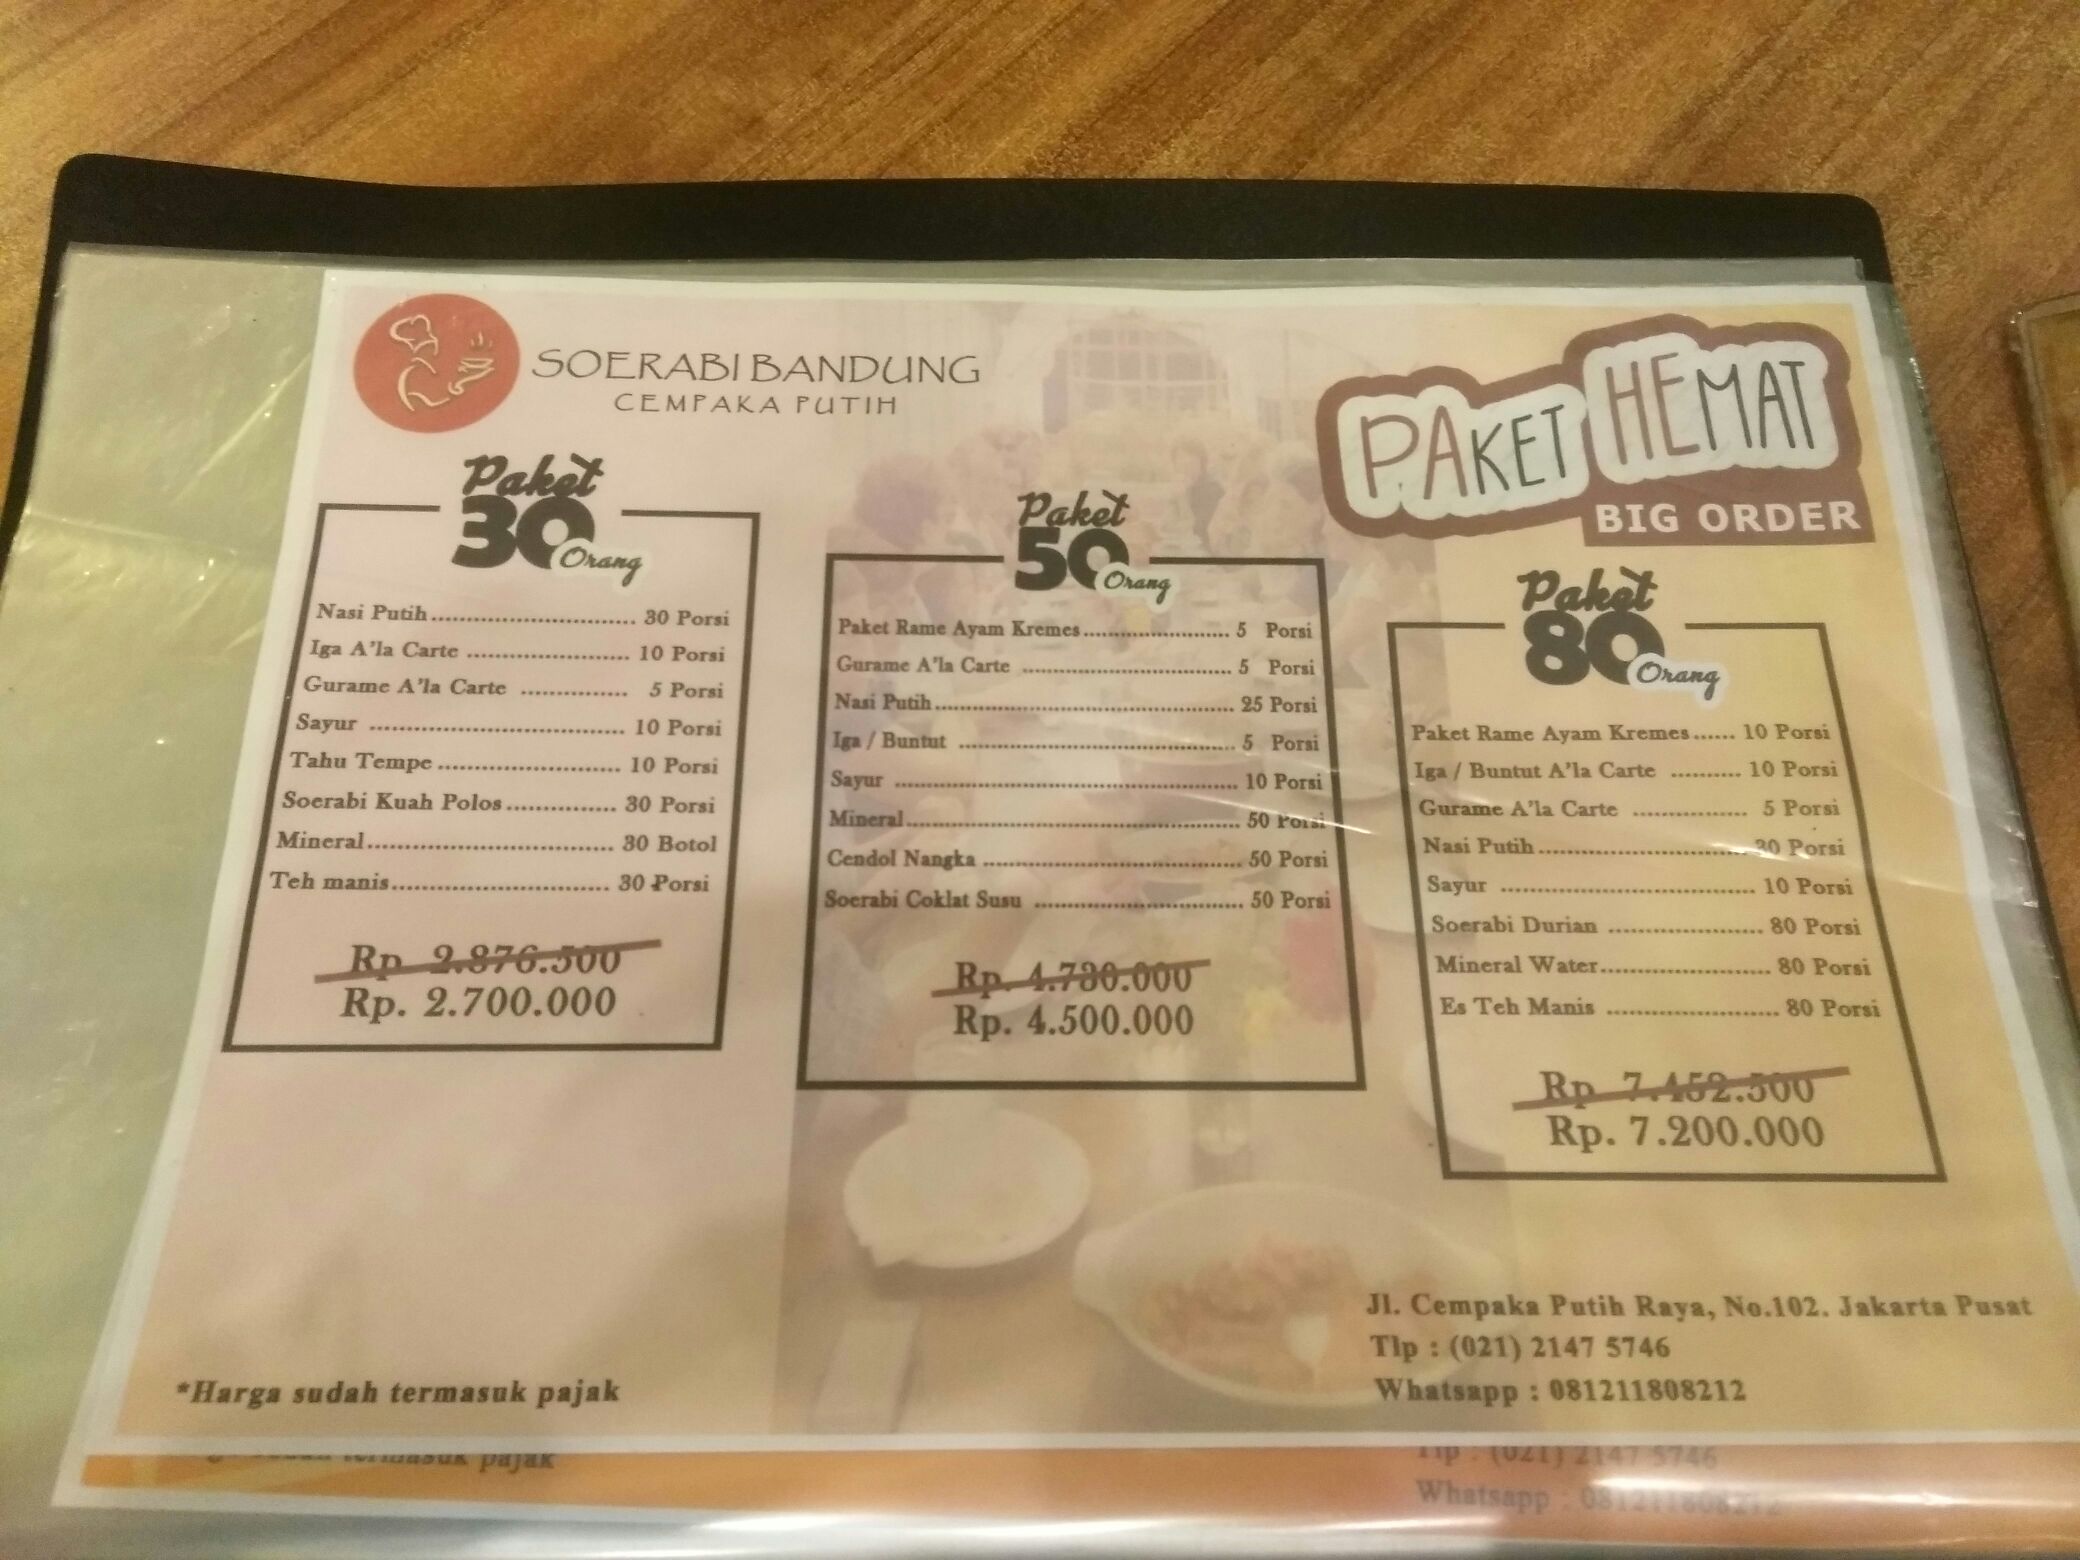 SOERABI BANDUNG
CEMPAKA PUTIH
PAKET HEMAT
BIG ORDER
Paket
30 Orang
Nasi Putih.................................. 30 Porsi
Iga A'la Carte ........................... 10 Porsi
Gurame A'la Carte .................. 5 Porsi
Sayur .......................................... 10 Porsi
Tahu Tempe.............................. 10 Porsi
Soerabi Kuah Polos.................. 30 Porsi
Mineral........................................ 30 Botol
Teh manis................................... 30 Porsi
Rp. 2.876.500
Rp. 2.700.000
Paket
50 Orang
Paket Rame Ayam Kremes........................ 5 Porsi
Gurame A'la Carte .................................. 5 Porsi
Nasi Putih................................................ 25 Porsi
Iga / Buntut ............................................. 5 Porsi
Sayur ........................................................ 10 Porsi
Mineral...................................................... 50 Porsi
Cendol Nangka .......................................... 50 Porsi
Soerabi Coklat Susu .................................. 50 Porsi
Rp. 4.730.000
Rp. 4.500.000
Paket
80 Orang
Paket Rame Ayam Kremes...... 10 Porsi
Iga / Buntut A'la Carte .......... 10 Porsi
Gurame A'la Carte ................ 5 Porsi
Nasi Putih................................. 30 Porsi
Sayur ......................................... 10 Porsi
Soerabi Durian ........................ 80 Porsi
Mineral Water........................... 80 Porsi
Es Teh Manis ........................... 80 Porsi
Rp. 7.452.500
Rp. 7.200.000
Jl. Cempaka Putih Raya, No.102. Jakarta Pusat
Tlp : (021) 2147 5746
Whatsapp : 081211808212
*Harga sudah termasuk pajak
termasuk pajak
Tlp : (021) 2147 5746
Whatsapp : 081211808212